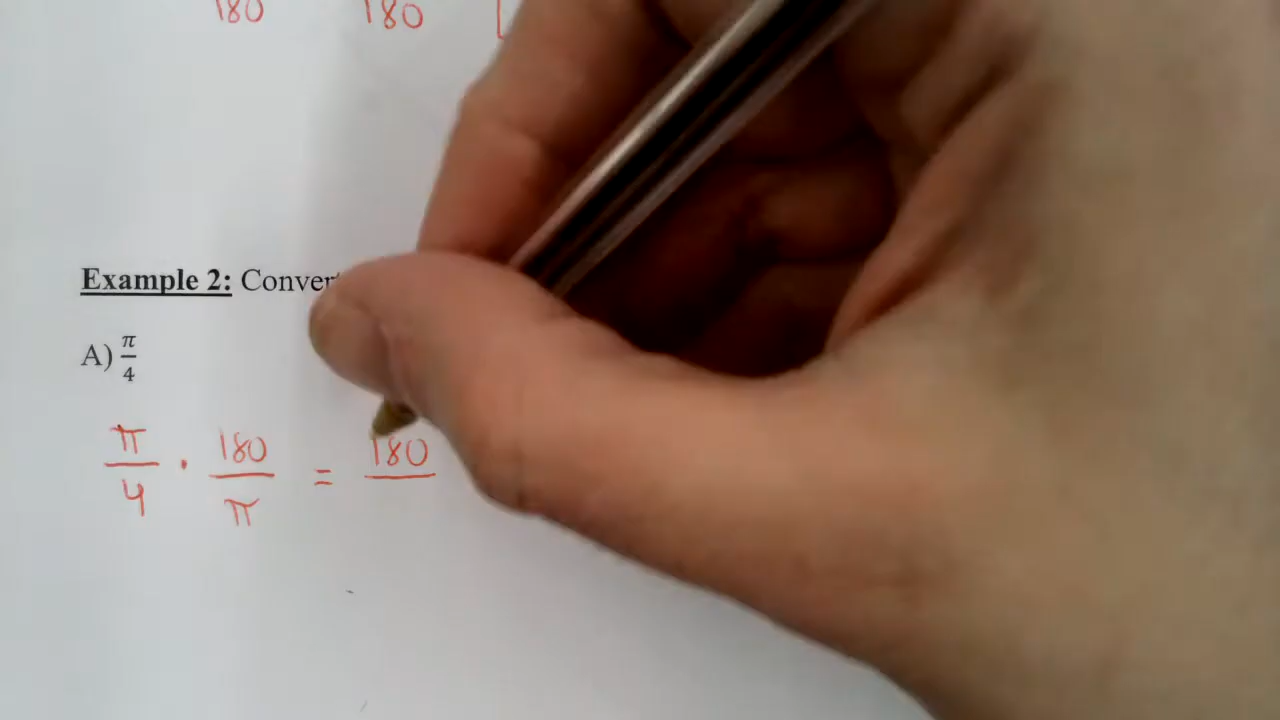 180 180
Example 2: Conver
A) π/4
π/4 · 180/π = 180